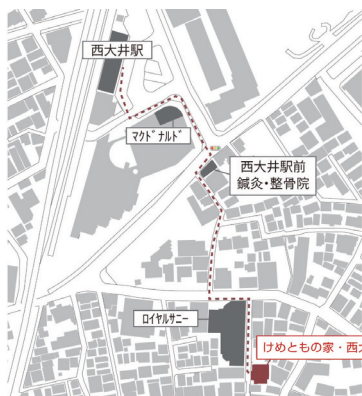 西大井駅
マクドナルド
西大井駅前
鍼灸・整骨院
ロイヤルサニー
けめともの家・西大